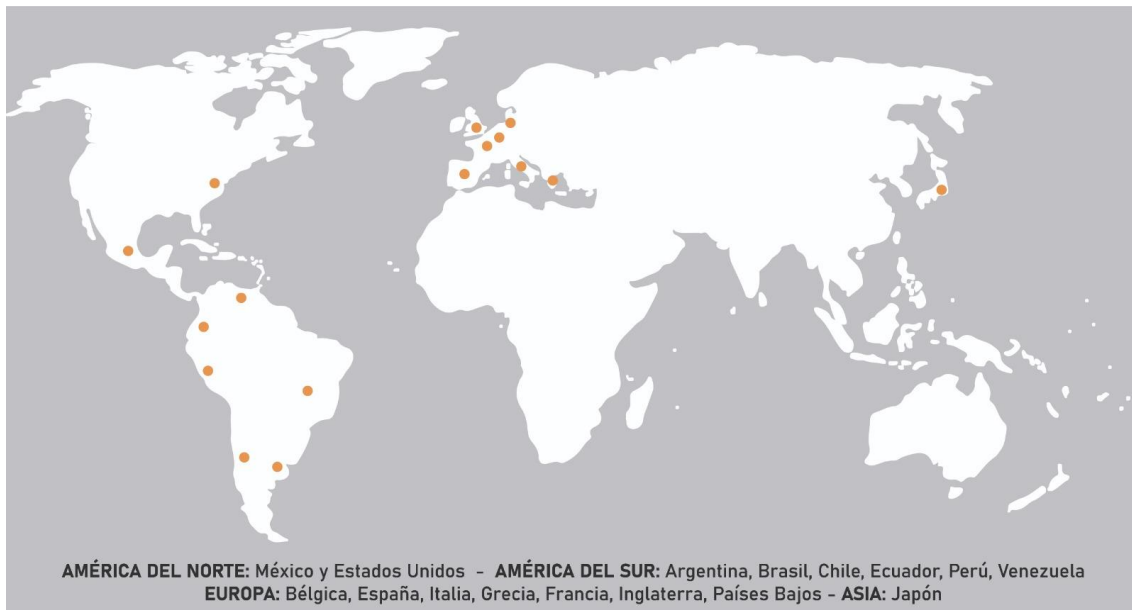 AMÉRICA DEL NORTE: México y Estados Unidos - AMÉRICA DEL SUR: Argentina, Brasil, Chile, Ecuador, Perú, Venezuela
EUROPA: Bélgica, España, Italia, Grecia, Francia, Inglaterra, Países Bajos - ASIA: Japón